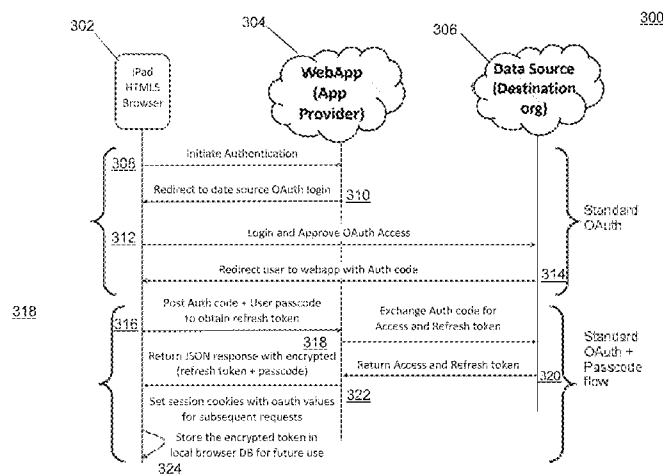 300
302
304
306
iPad
HTML5
Browser
WebApp
(App
Provider)
Data Source
(Destination
org)
308
Initiate Authentication
Redirect to date source OAuth login
310
Standard
OAuth
312
Login and Approve OAuth Access
Redirect user to webapp with Auth code
314
318
316
Post Auth code + User passcode
to obtain refresh token
318
Exchange Auth code for
Access and Refresh token
Standard
OAuth +
Passcode
flow
Return JSON response with encrypted
(refresh token + passcode)
Return Access and Refresh token
320
322
Set session cookies with oauth values
for subsequent requests
Store the encrypted token in
local browser DB for future use
324